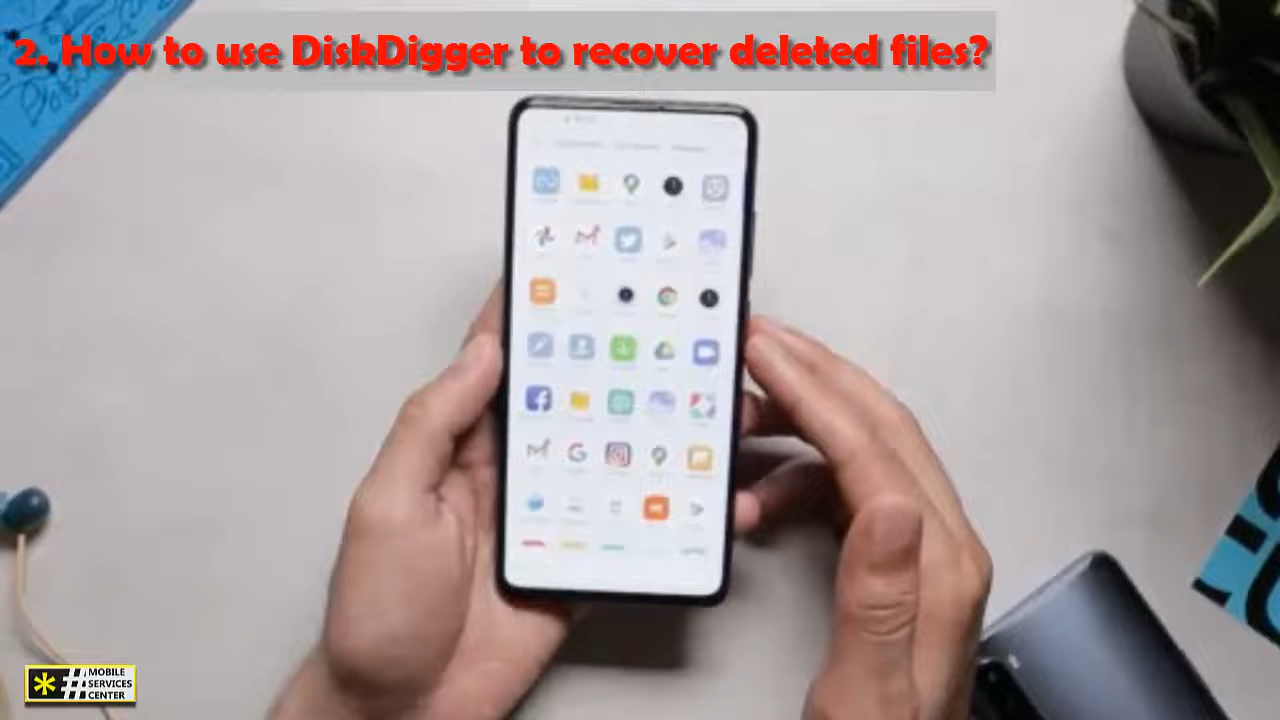 2. How to use DiskDigger to recover deleted files?
*# MOBILE
SERVICES
CENTER